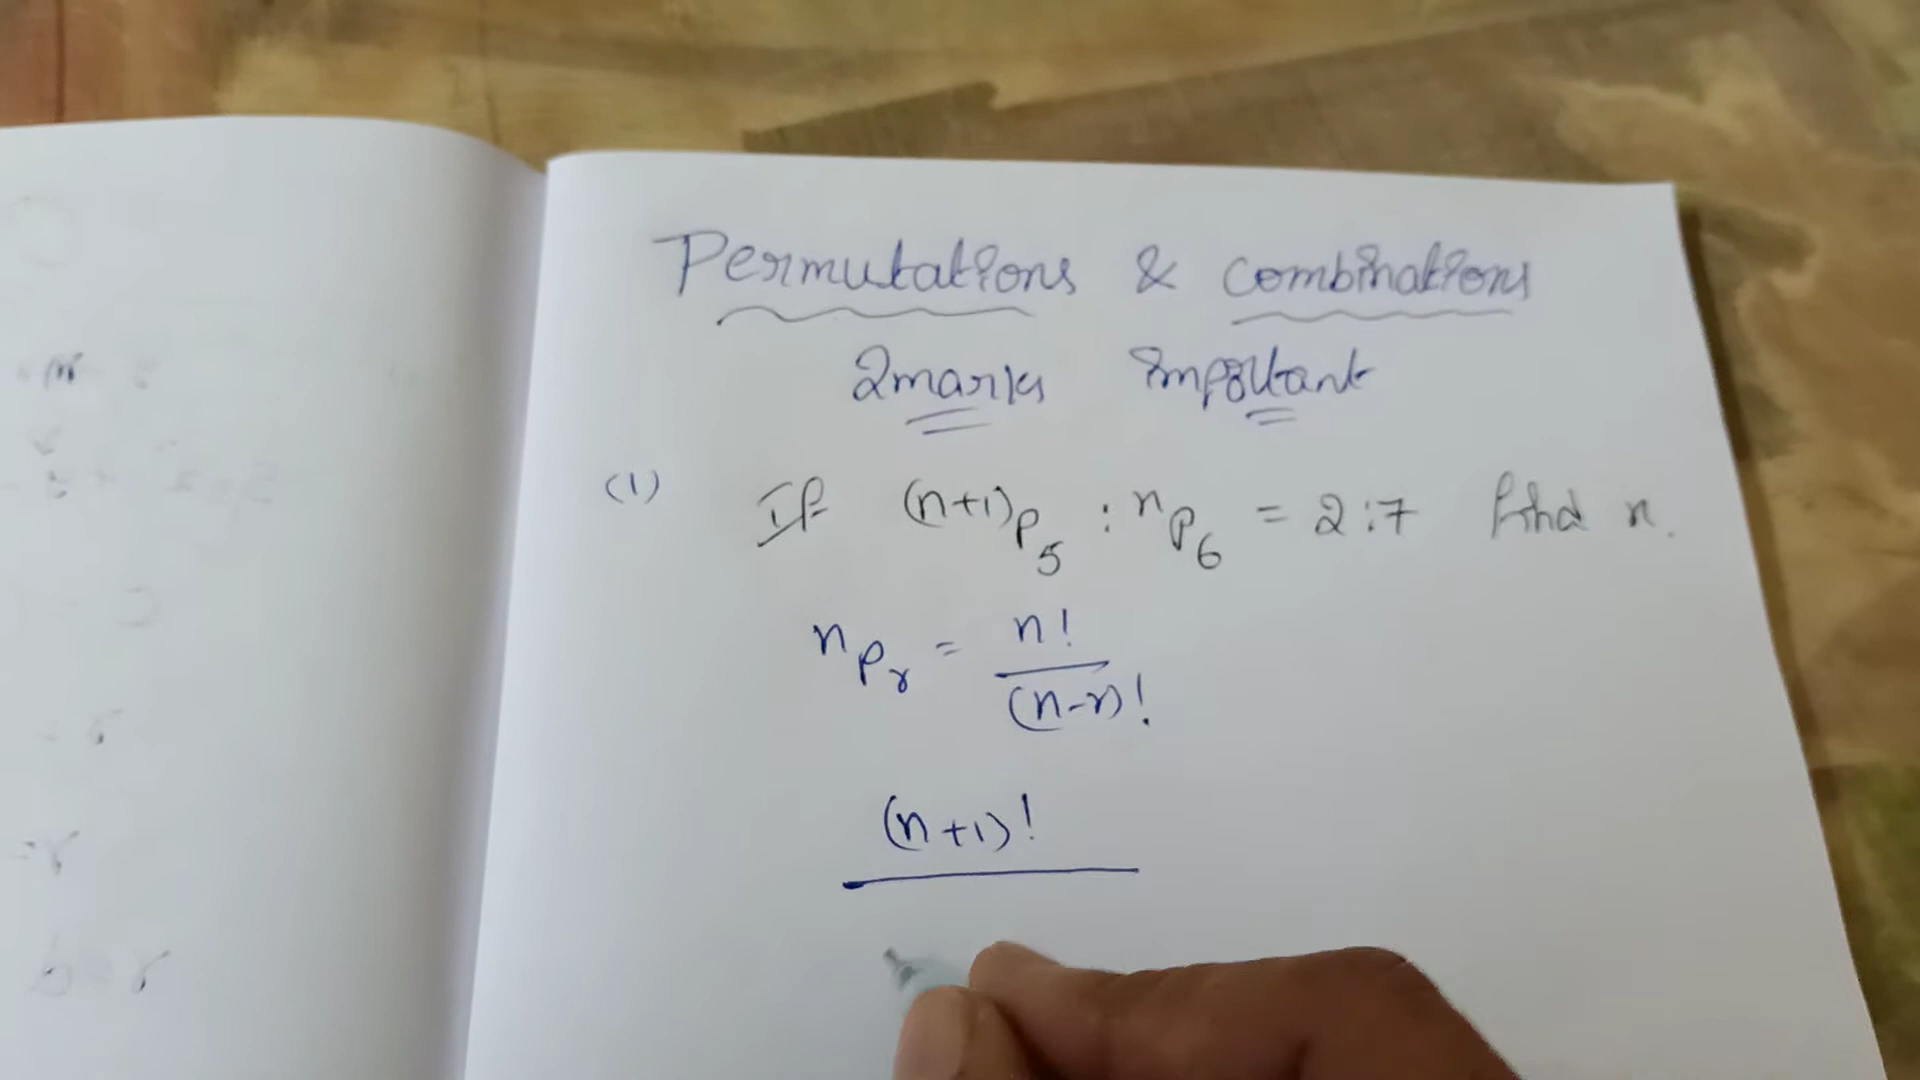 Permutations & combinations
2marks Important
(1) If (n+1)P5 : nP6 = 2:7 find n.
nPr = n! / (n-r)!
(n+1)!